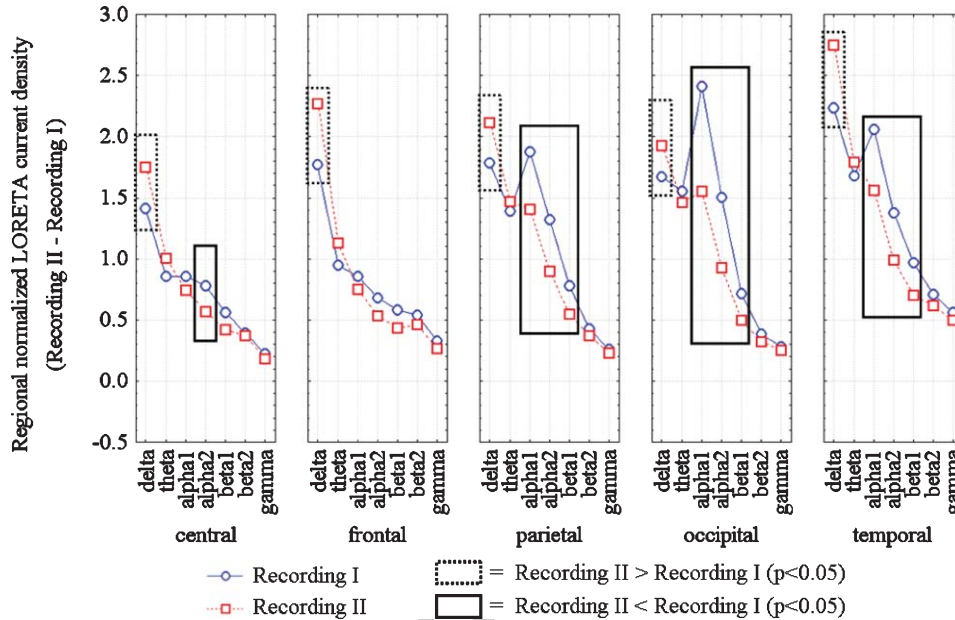 Regional normalized LORETA current density
(Recording II - Recording I)
3.0
2.5
2.0
1.5
1.0
0.5
0.0
-0.5
delta
theta
alpha1
alpha2
beta1
beta2
gamma
delta
theta
alpha1
alpha2
beta1
beta2
gamma
delta
theta
alpha1
alpha2
beta1
beta2
gamma
delta
theta
alpha1
alpha2
beta1
beta2
gamma
delta
theta
alpha1
alpha2
beta1
beta2
gamma
central frontal parietal occipital temporal
Recording I = Recording II > Recording I (p<0.05)
Recording II = Recording II < Recording I (p<0.05)